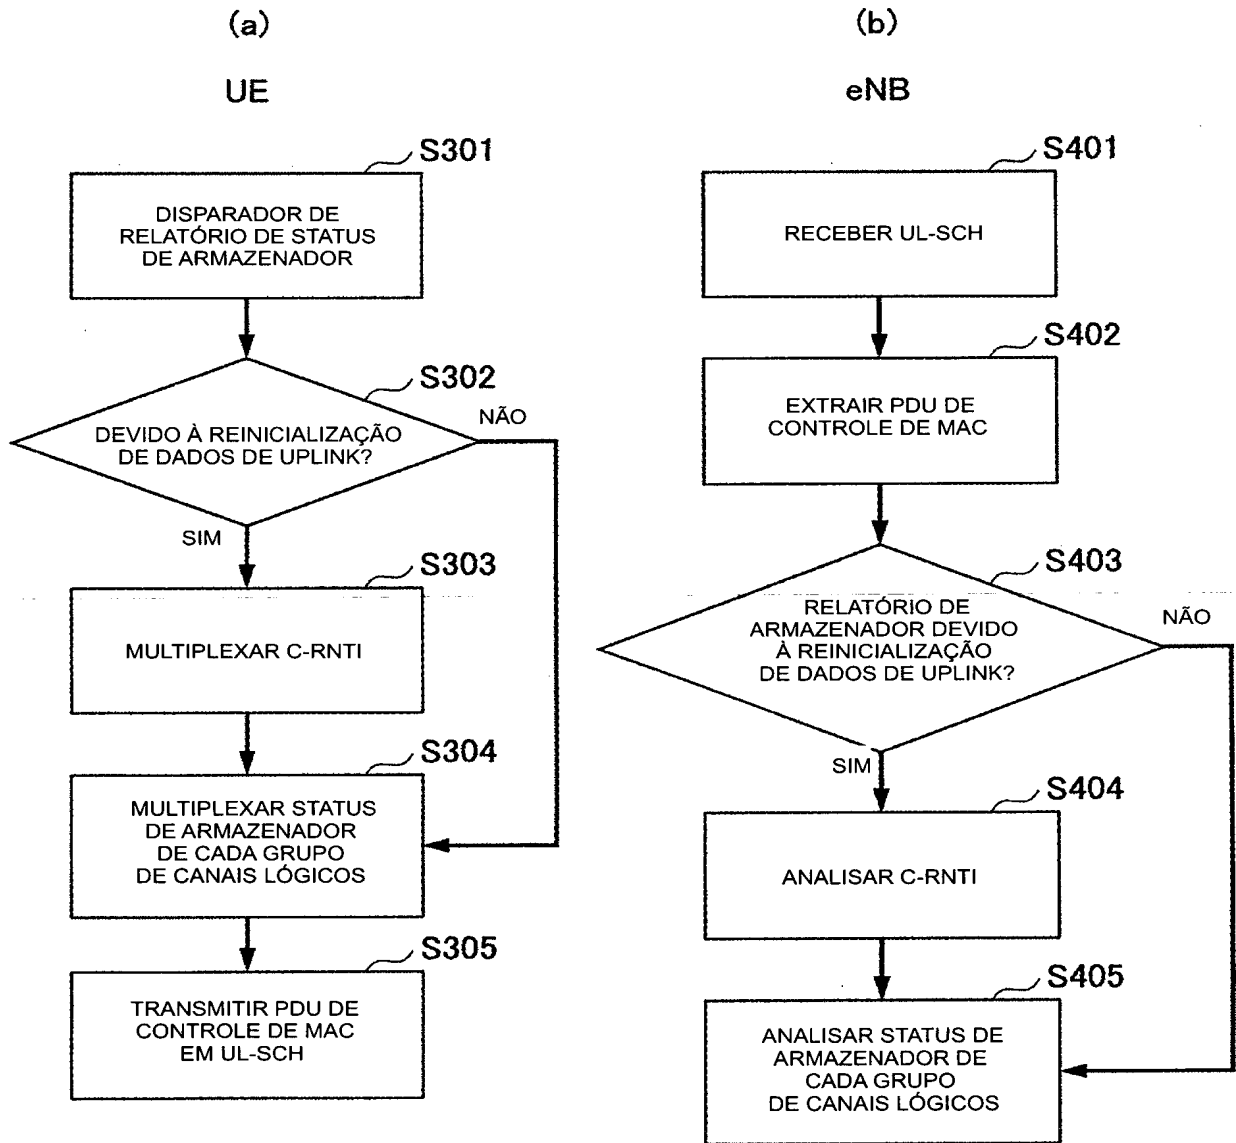 (a)
UE
S301
DISPARADOR DE
RELATÓRIO DE STATUS
DE ARMAZENADOR
S302
NÃO
DEVIDO À REINICIALIZAÇÃO
DE DADOS DE UPLINK?
SIM
S303
MULTIPLEXAR C-RNTI
S304
MULTIPLEXAR STATUS
DE ARMAZENADOR
DE CADA GRUPO
DE CANAIS LÓGICOS
S305
TRANSMITIR PDU DE
CONTROLE DE MAC
EM UL-SCH
(b)
eNB
S401
RECEBER UL-SCH
S402
EXTRAIR PDU DE
CONTROLE DE MAC
S403
NÃO
RELATÓRIO DE
ARMAZENADOR DEVIDO
À REINICIALIZAÇÃO
DE DADOS DE UPLINK?
SIM
S404
ANALISAR C-RNTI
S405
ANALISAR STATUS DE
ARMAZENADOR DE
CADA GRUPO
DE CANAIS LÓGICOS